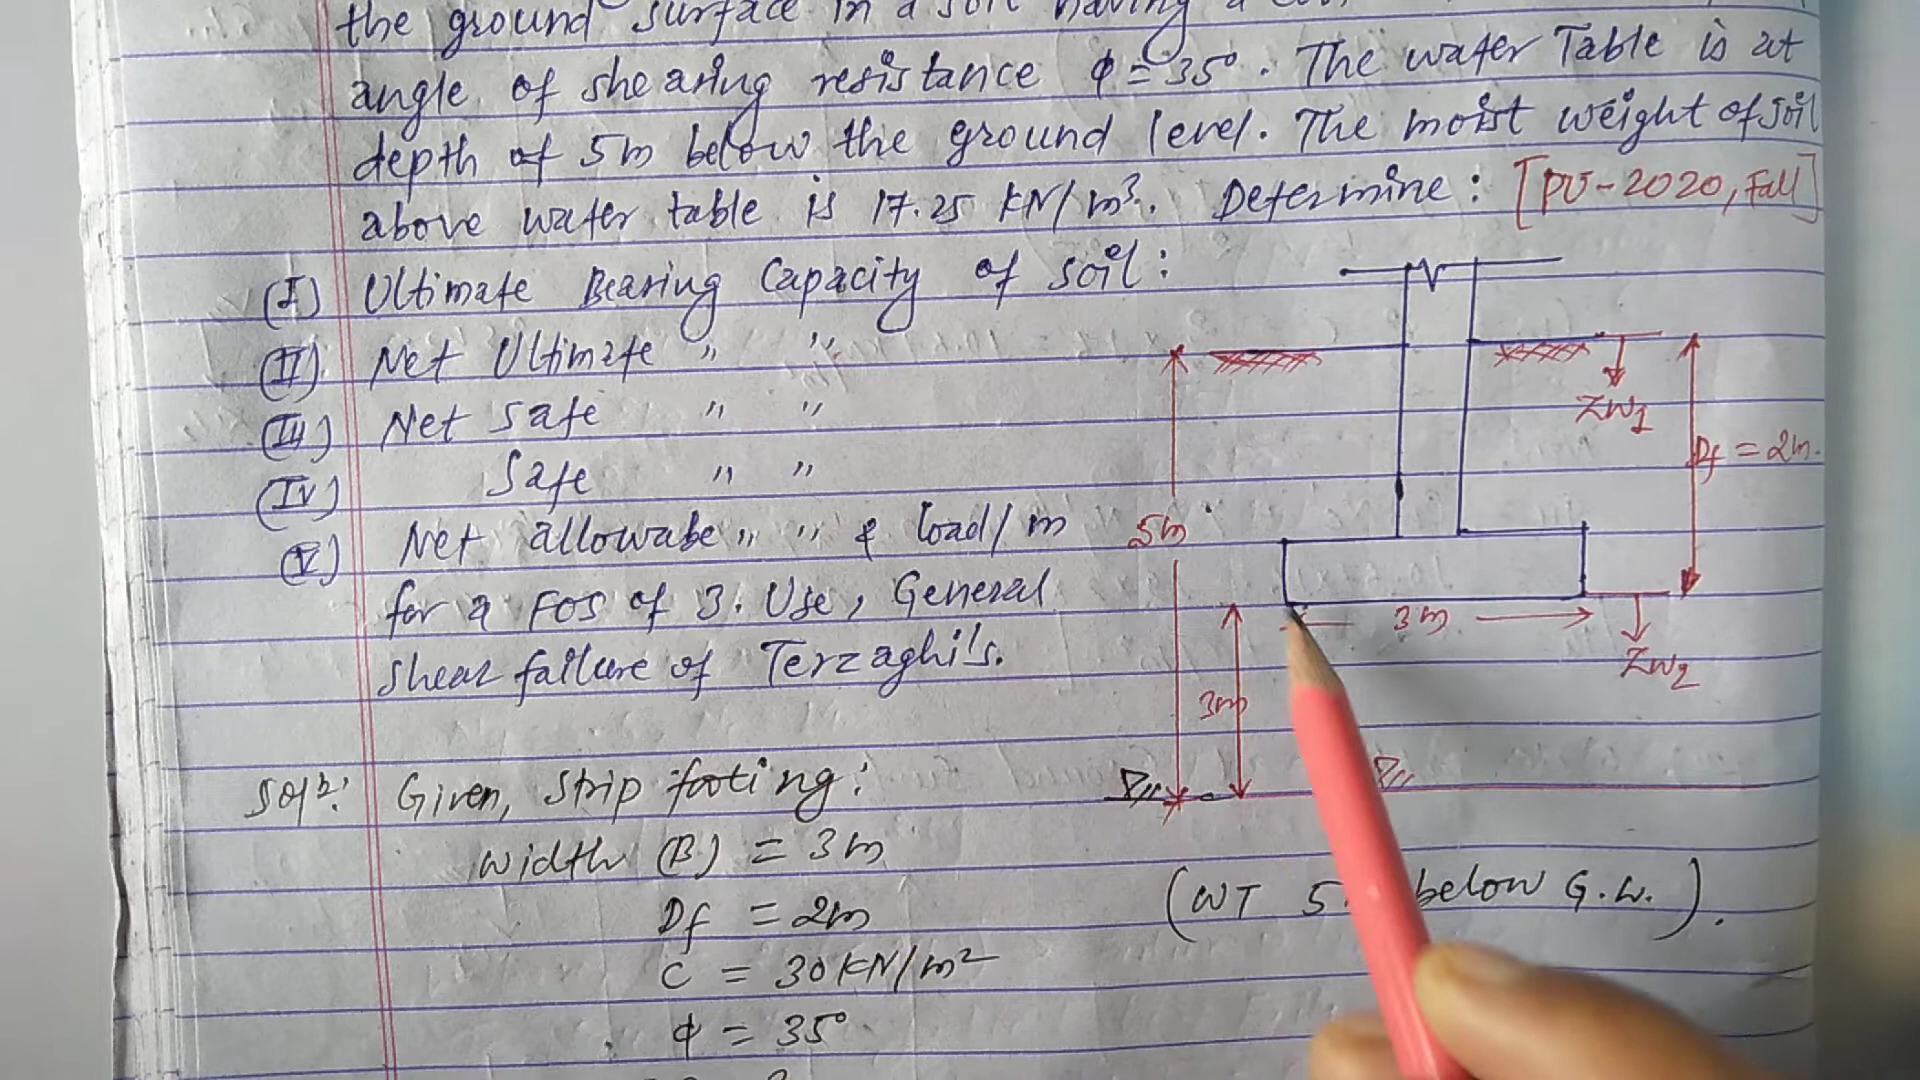 the ground surface in a soil having a
angle of shearing resistance φ = 35°. The water Table is at
depth of 5m below the ground level. The moist weight of soil
above water table is 17.25 KN/m³. Determine: [PU-2020, Fall]
(I) Ultimate Bearing Capacity of soil:
(II) Net Ultimate " "
(III) Net safe " "
(IV) Safe " "
(V) Net allowabe " " & load/m
for a FOS of 3. Use, General
shear failure of Terzaghi's.
Zw1
Df = 2m.
5m
3m
Zw2
3m
Solⁿ: Given, Strip footing:
width (B) = 3m
Df = 2m
(WT 5 below G.W.).
C = 30 KN/m²
φ = 35°